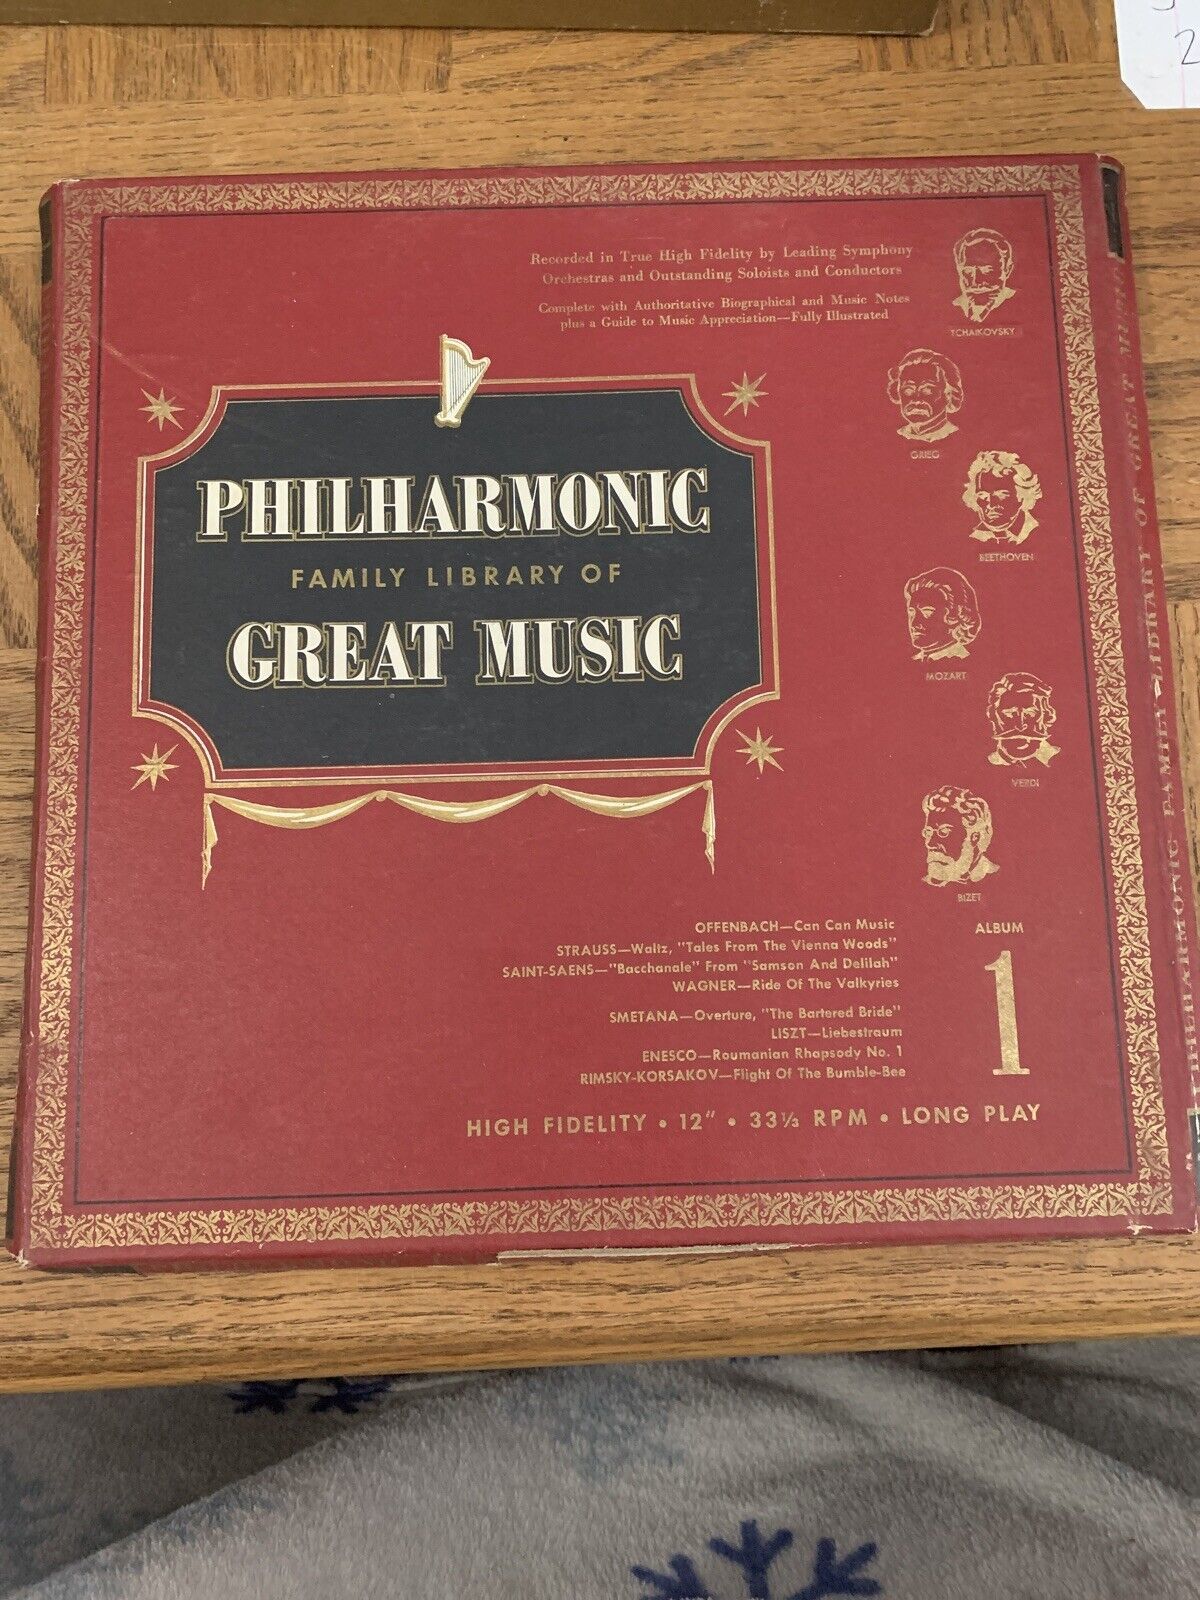 Recorded in True High Fidelity by Leading Symphony
Orchestras and Outstanding Soloists and Conductors
Complete with Authoritative Biographical and Music Notes
plus a Guide to Music Appreciation—Fully Illustrated
TCHAIKOVSKY
GRIEG
BEETHOVEN
MOZART
VERDI
BIZET
PHILHARMONIC
FAMILY LIBRARY OF
GREAT MUSIC
OFFENBACH—Can Can Music
STRAUSS—Waltz, "Tales From The Vienna Woods"
SAINT-SAENS—"Bacchanale" From "Samson And Delilah"
WAGNER—Ride Of The Valkyries
SMETANA—Overture, "The Bartered Bride"
LISZT—Liebestraum
ENESCO—Roumanian Rhapsody No. 1
RIMSKY-KORSAKOV—Flight Of The Bumble-Bee
ALBUM
1
HIGH FIDELITY • 12" • 33⅓ RPM • LONG PLAY
PHILHARMONIC FAMILY LIBRARY OF GREAT MUSIC
2